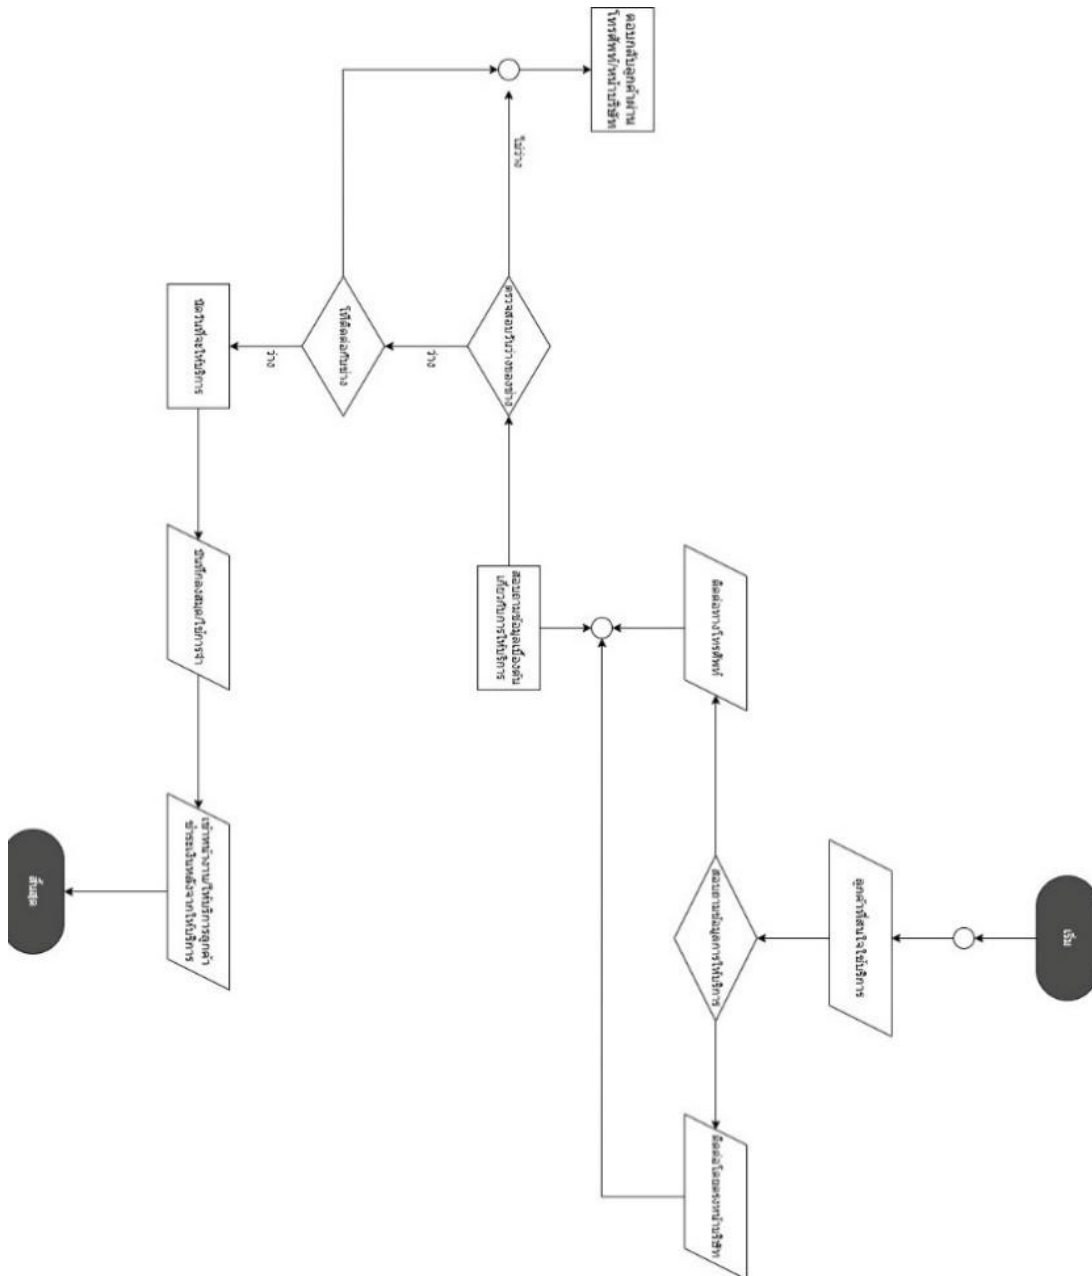 เริ่ม
ลูกค้าที่สนใจใช้บริการ
สอบถามข้อมูลการให้บริการ
ติดต่อทางโทรศัพท์
ติดต่อโดยตรงหน้าบริษัท
สอบถามข้อมูลเบื้องต้น
เกี่ยวกับการให้บริการ
ตรวจสอบวันว่างของช่าง
ไม่ว่าง
ว่าง
ตอบกลับลูกค้าผ่าน
โทรศัพท์/หน้าบริษัท
โทติดต่อกับช่าง
ว่าง
นัดวันที่จะให้บริการ
บันทึกลงสมุด/ใช้การจำ
เข้าหน้างาน/ให้บริการลูกค้า
ชำระเงินหลังจากให้บริการ
สิ้นสุด